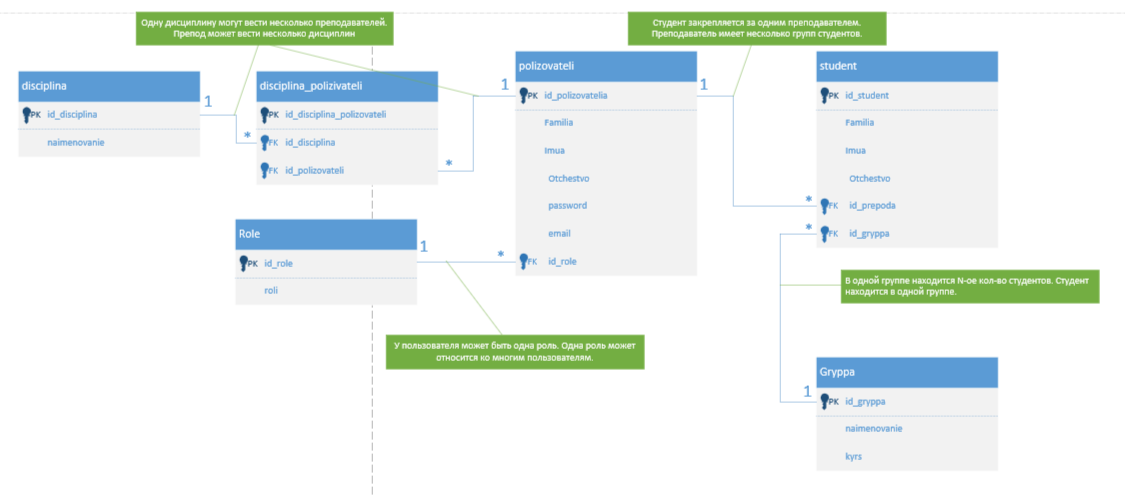 Одну дисциплину могут вести несколько преподавателей.
Препод может вести несколько дисциплин
Студент закрепляется за одним преподавателем.
Преподаватель имеет несколько групп студентов.
disciplina
PK id_disciplina
naimenovanie
1
*
disciplina_polizivateli
PK id_disciplina_polizovateli
FK id_disciplina
FK id_polizovateli
*
1
polizovateli
PK id_polizovatelia
Familia
Imua
Otchestvo
password
email
FK id_role
1
*
*
student
PK id_student
Familia
Imua
Otchestvo
FK id_prepoda
FK id_gryppa
Role
PK id_role
roli
1
*
В одной группе находится N-ое кол-во студентов. Студент
находится в одной группе.
У пользователя может быть одна роль. Одна роль может
относится ко многим пользователям.
1
Gryppa
PK id_gryppa
naimenovanie
kyrs